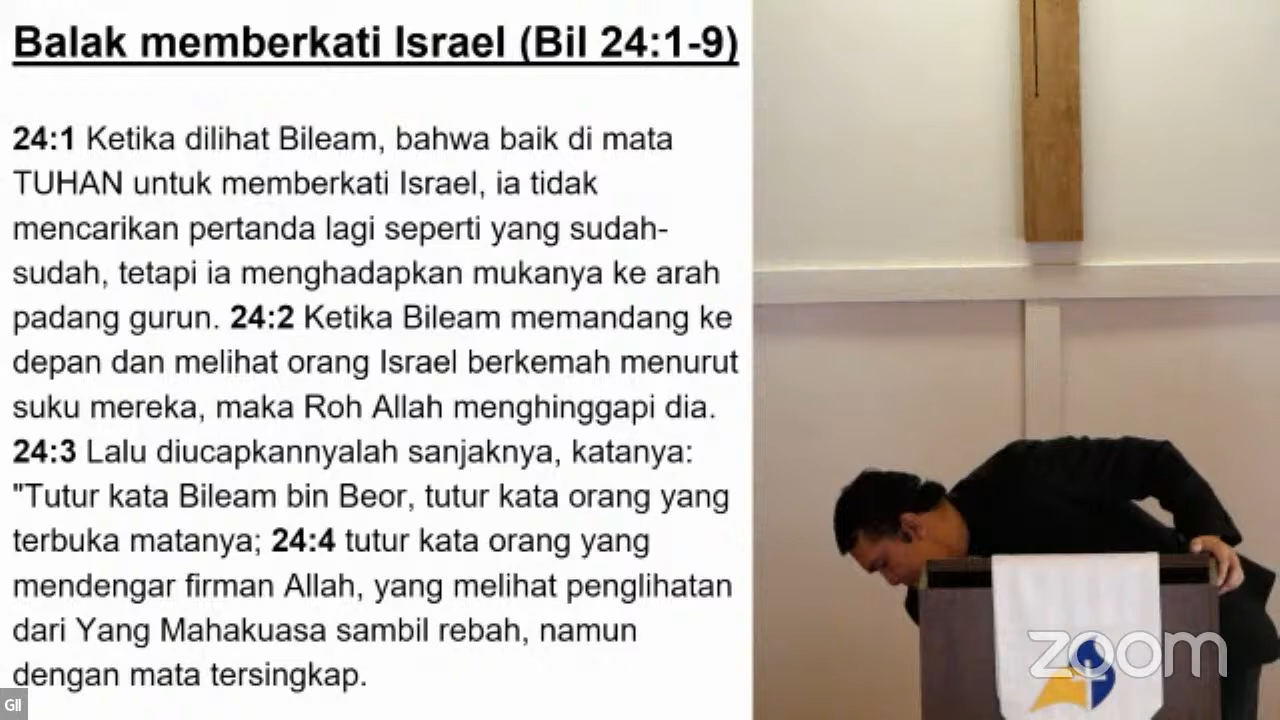 Balak memberkati Israel (Bil 24:1-9)
24:1 Ketika dilihat Bileam, bahwa baik di mata
TUHAN untuk memberkati Israel, ia tidak
mencarikan pertanda lagi seperti yang sudah-
sudah, tetapi ia menghadapkan mukanya ke arah
padang gurun. 24:2 Ketika Bileam memandang ke
depan dan melihat orang Israel berkemah menurut
suku mereka, maka Roh Allah menghinggapi dia.
24:3 Lalu diucapkannyalah sanjaknya, katanya:
"Tutur kata Bileam bin Beor, tutur kata orang yang
terbuka matanya; 24:4 tutur kata orang yang
mendengar firman Allah, yang melihat penglihatan
dari Yang Mahakuasa sambil rebah, namun
dengan mata tersingkap.
zoom
GII